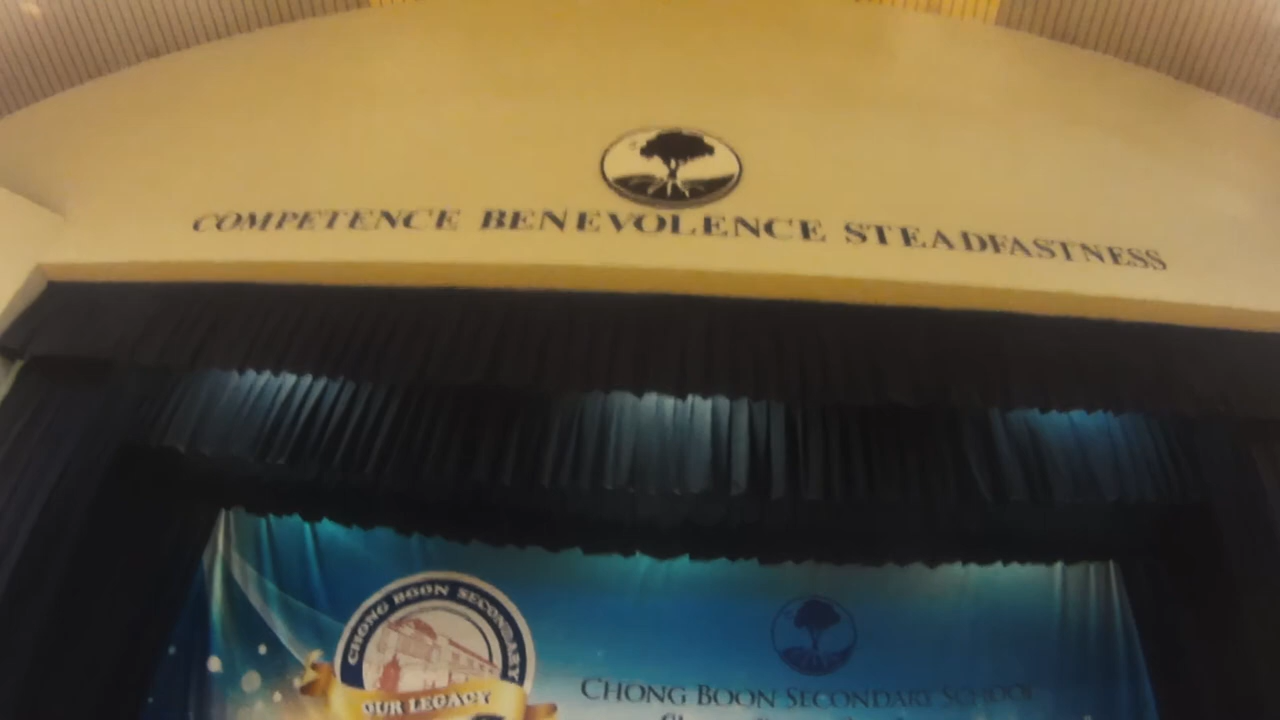 COMPETENCE BENEVOLENCE STEADFASTNESS
CHONG BOON SECONDARY
OUR LEGACY
CHONG BOON SECONDARY SCHOOL